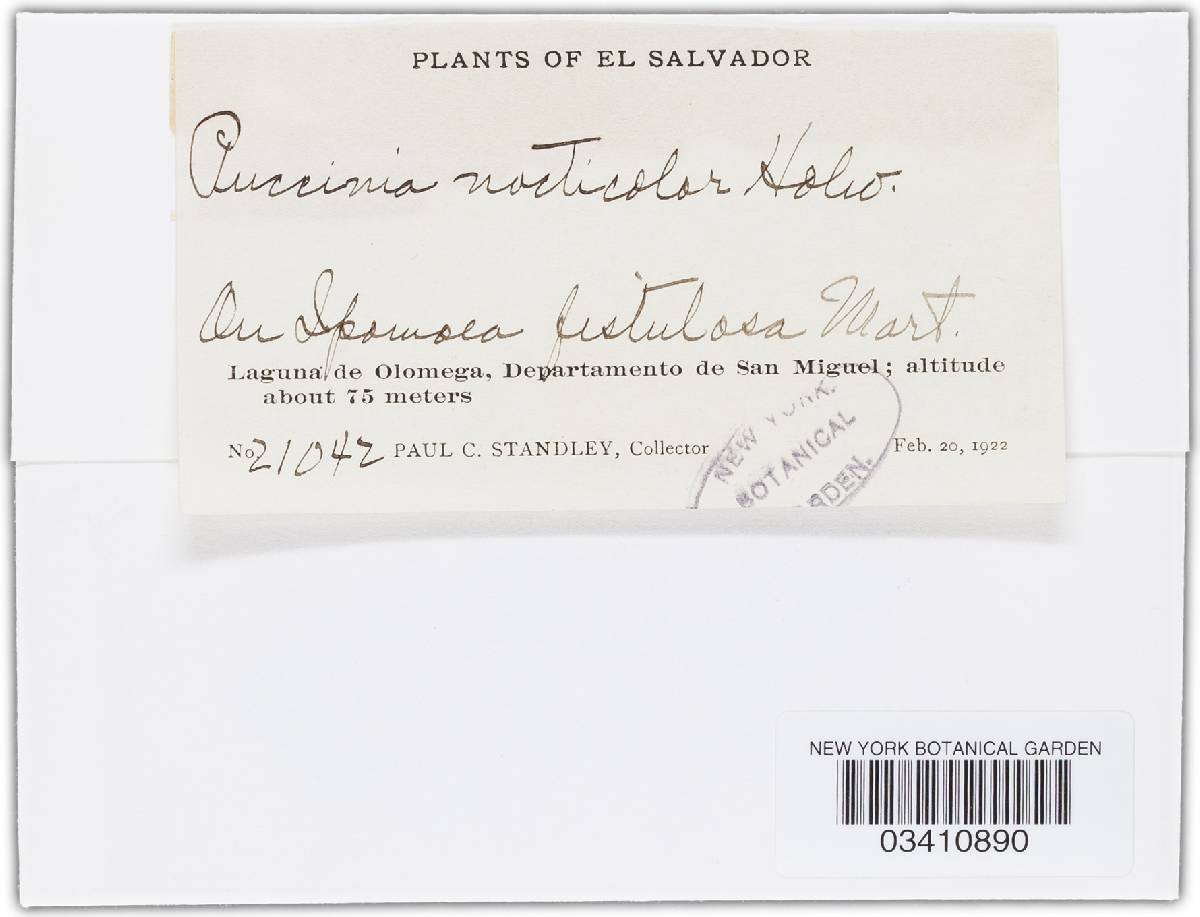 PLANTS OF EL SALVADOR
Puccinia nocticolor Holw.
On Ipomoea fistulosa Mart.
Laguna de Olomega, Departamento de San Miguel; altitude
about 75 meters
No 21042 PAUL C. STANDLEY, Collector Feb. 20, 1922
NEW YORK
BOTANICAL
GARDEN.
NEW YORK BOTANICAL GARDEN
03410890